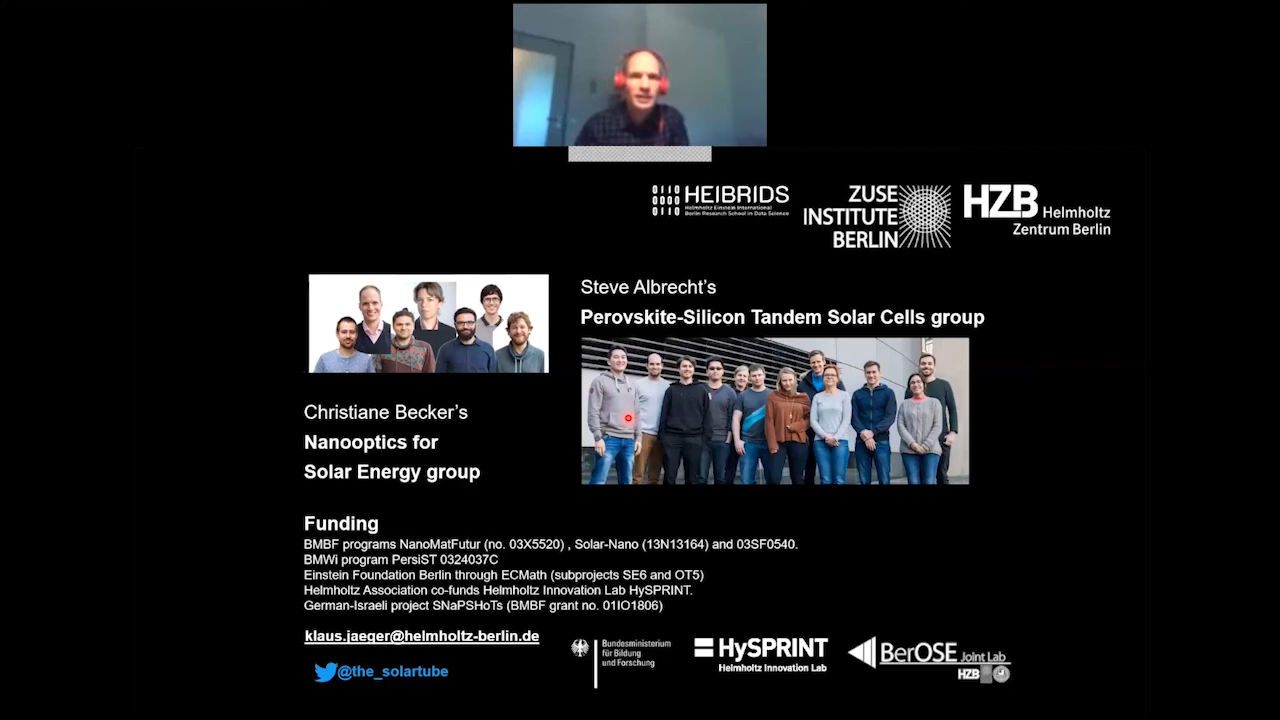 0110
0000
0110
HEIBRIDS
Helmholtz Einstein International
Berlin Research School in Data Science
ZUSE
INSTITUTE
BERLIN
HZB Helmholtz
Zentrum Berlin
Steve Albrecht's
Perovskite-Silicon Tandem Solar Cells group
Christiane Becker's
Nanooptics for
Solar Energy group
Funding
BMBF programs NanoMatFutur (no. 03X5520) , Solar-Nano (13N13164) and 03SF0540.
BMWi program PersiST 0324037C
Einstein Foundation Berlin through ECMath (subprojects SE6 and OT5)
Helmholtz Association co-funds Helmholtz Innovation Lab HySPRINT.
German-Israeli project SNaPSHoTs (BMBF grant no. 01IO1806)
klaus.jaeger@helmholtz-berlin.de
@the_solartube
Bundesministerium
für Bildung
und Forschung
HySPRINT
Helmholtz Innovation Lab
BerOSE Joint Lab
HZB